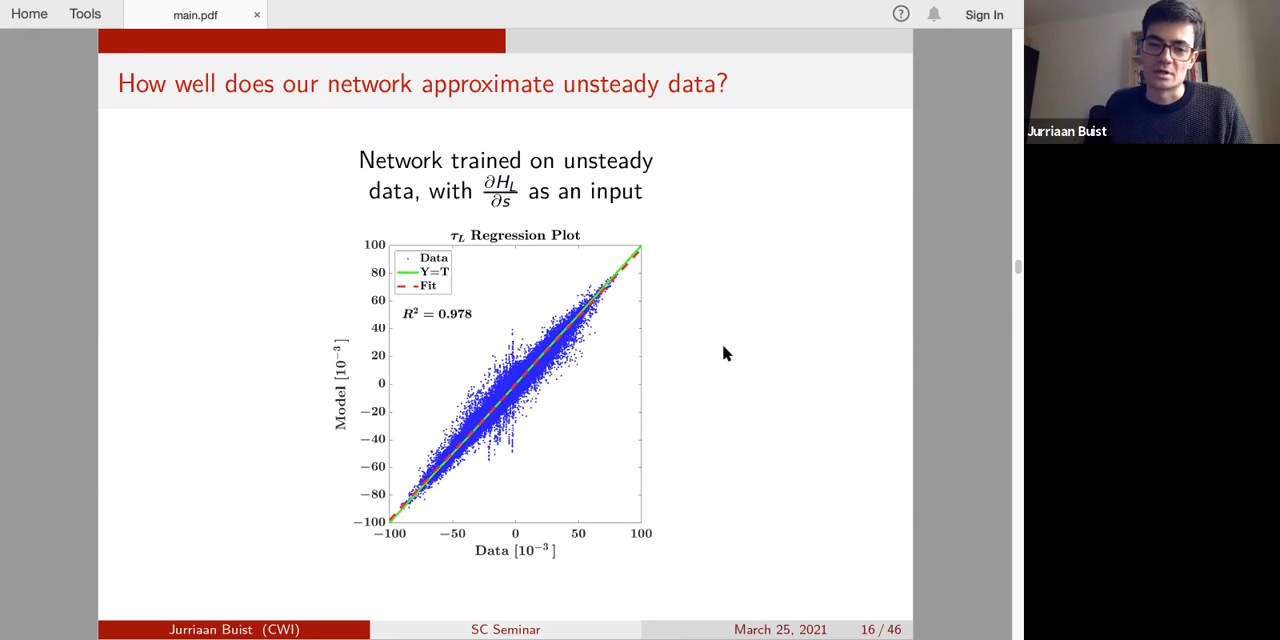 Home Tools main.pdf × ? Sign In
How well does our network approximate unsteady data?
Jurriaan Buist
Network trained on unsteady
data, with ∂H_L/∂s as an input
τ_L Regression Plot
Data
Y=T
Fit
R² = 0.978
100
80
60
40
20
0
−20
−40
−60
−80
−100
Model [10⁻³]
−100 −50 0 50 100
Data [10⁻³]
Jurriaan Buist (CWI) SC Seminar March 25, 2021 16 / 46